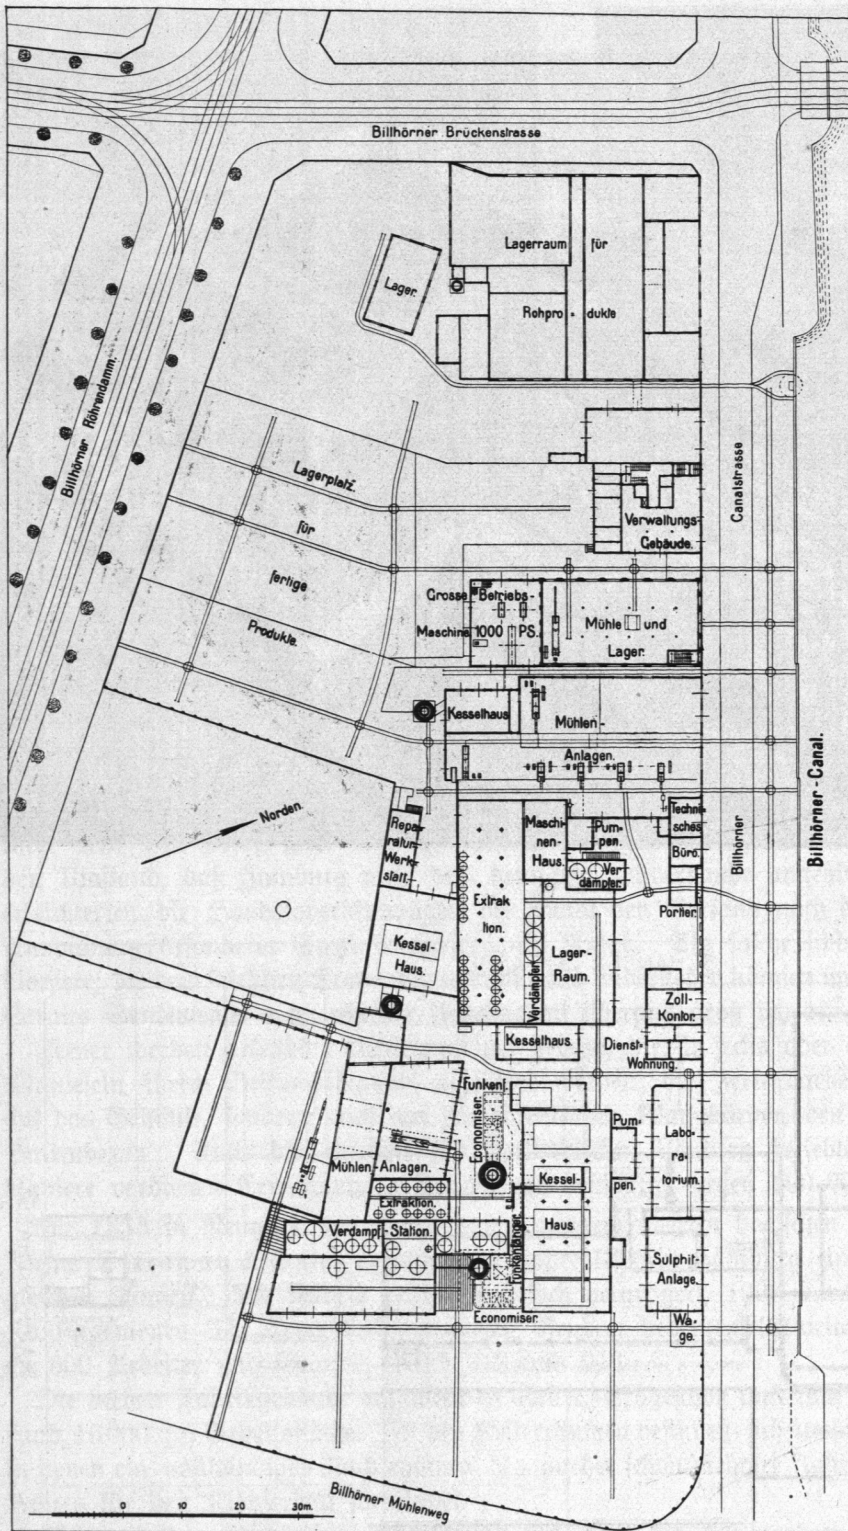 Billhörner Brückenstrasse
Lagerraum für
Lager.
Rohpro=dukte
Billhörner Röhrendamm.
Canalstrasse
Lagerplatz.
für
fertige
Produkte.
Verwaltungs
Gebäude.
Grosse Betriebs-
Maschine 1000 PS.
Mühle und
Lager.
Kesselhaus
Mühlen-
Anlagen.
Billhörner-Canal.
Norden.
Repa=
ratur
Werk=
statt.
Maschi=
nen-
Haus.
Pum=
pen.
Ver=
dampfer.
Techni=
sches
Büro.
Billhörner
Extrak
tion.
Portier.
Kessel-
Haus.
Verdampfer
Lager-
Raum
Zoll-
Kontor
Kesselhaus
Dienst-
Wohnung.
Funkenf.
Economiser.
Pum=
pen.
Labo=
ra=
torium.
Mühlen-Anlagen.
Extraktion.
Kessel-
Haus.
Verdampf-Station.
Funkenfänger.
Sulphit-
Anlage.
Economiser.
Wa=
ge.
Billhörner Mühlenweg
10 0 10 20 30m.